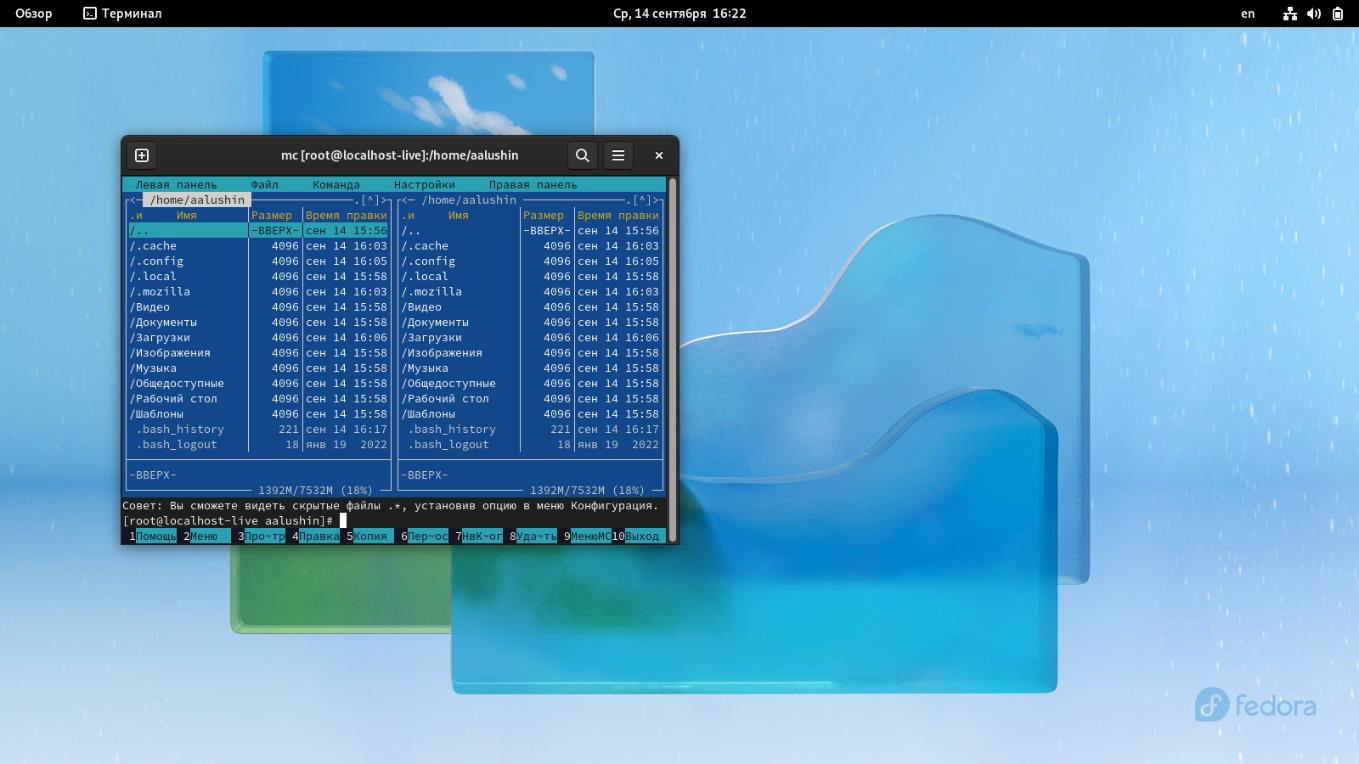 Обзор Терминал Ср, 14 сентября 16:22 en
mc [root@localhost-live]:/home/aalushin
Левая панель Файл Команда Настройки Правая панель
<─ /home/aalushin ─.[^]> <─ /home/aalushin ─.[^]>
.и Имя Размер Время правки .и Имя Размер Время правки
/.. -ВВЕРХ- сен 14 15:56 /.. -ВВЕРХ- сен 14 15:56
/.cache 4096 сен 14 16:03 /.cache 4096 сен 14 16:03
/.config 4096 сен 14 16:05 /.config 4096 сен 14 16:05
/.local 4096 сен 14 15:58 /.local 4096 сен 14 15:58
/.mozilla 4096 сен 14 16:03 /.mozilla 4096 сен 14 16:03
/Видео 4096 сен 14 15:58 /Видео 4096 сен 14 15:58
/Документы 4096 сен 14 15:58 /Документы 4096 сен 14 15:58
/Загрузки 4096 сен 14 16:06 /Загрузки 4096 сен 14 16:06
/Изображения 4096 сен 14 15:58 /Изображения 4096 сен 14 15:58
/Музыка 4096 сен 14 15:58 /Музыка 4096 сен 14 15:58
/Общедоступные 4096 сен 14 15:58 /Общедоступные 4096 сен 14 15:58
/Рабочий стол 4096 сен 14 15:58 /Рабочий стол 4096 сен 14 15:58
/Шаблоны 4096 сен 14 15:58 /Шаблоны 4096 сен 14 15:58
.bash_history 221 сен 14 16:17 .bash_history 221 сен 14 16:17
.bash_logout 18 янв 19 2022 .bash_logout 18 янв 19 2022
-ВВЕРХ- -ВВЕРХ-
1392M/7532M (18%) 1392M/7532M (18%)
Совет: Вы сможете видеть скрытые файлы .*, установив опцию в меню Конфигурация.
[root@localhost-live aalushin]#
1Помощь 2Меню 3Про~тр 4Правка 5Копия 6Пер~ос 7НвК~ог 8Уда~ть 9МенюМС10Выход
fedora